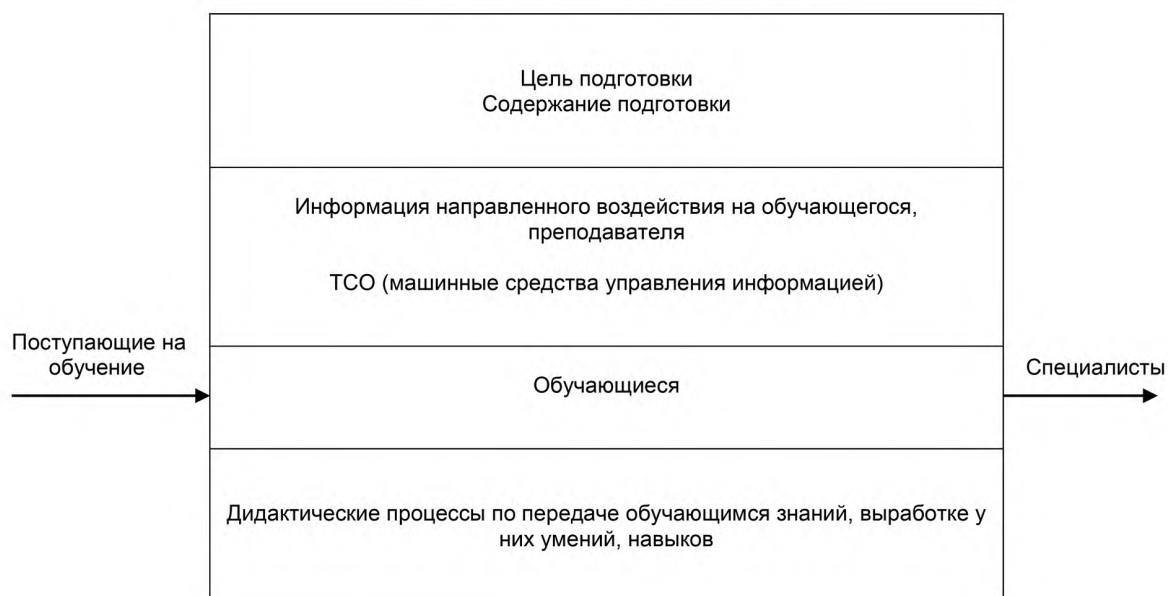 Цель подготовки
Содержание подготовки
Информация направленного воздействия на обучающегося,
преподавателя
ТСО (машинные средства управления информацией)
Поступающие на
обучение
Обучающиеся
Специалисты
Дидактические процессы по передаче обучающимся знаний, выработке у
них умений, навыков